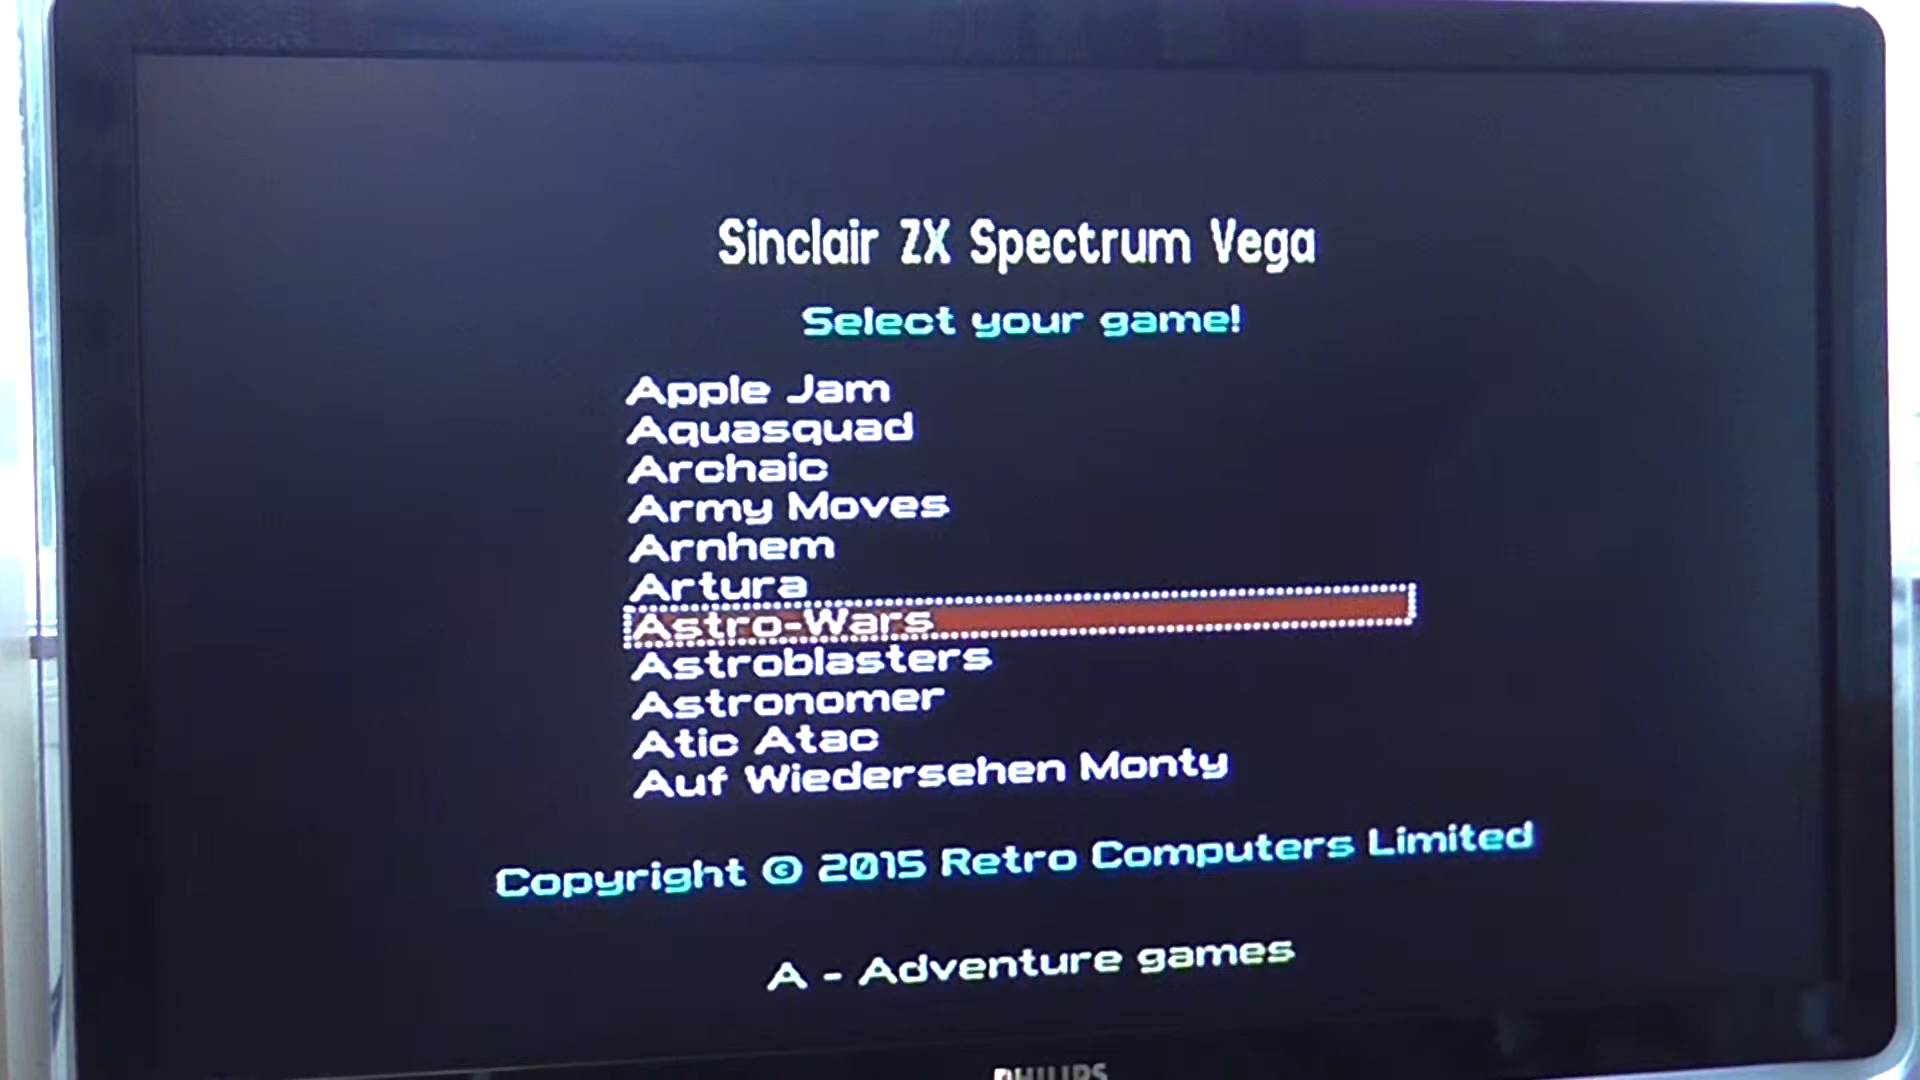 Sinclair ZX Spectrum Vega
Select your game!
Apple Jam
Aquasquad
Archaic
Army Moves
Arnhem
Artura
Astro-Wars
Astroblasters
Astronomer
Atic Atac
Auf Wiedersehen Monty
Copyright © 2015 Retro Computers Limited
A - Adventure games
PHILIPS